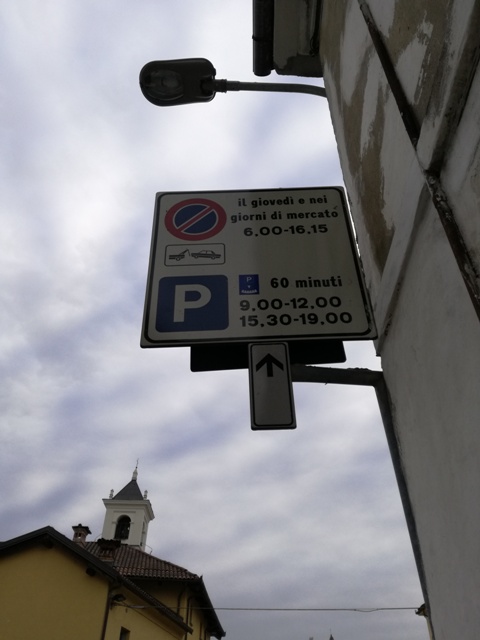 il giovedì e nei
giorni di mercato
6.00-16.15
P
60 minuti
P
9.00-12.00
15.30-19.00